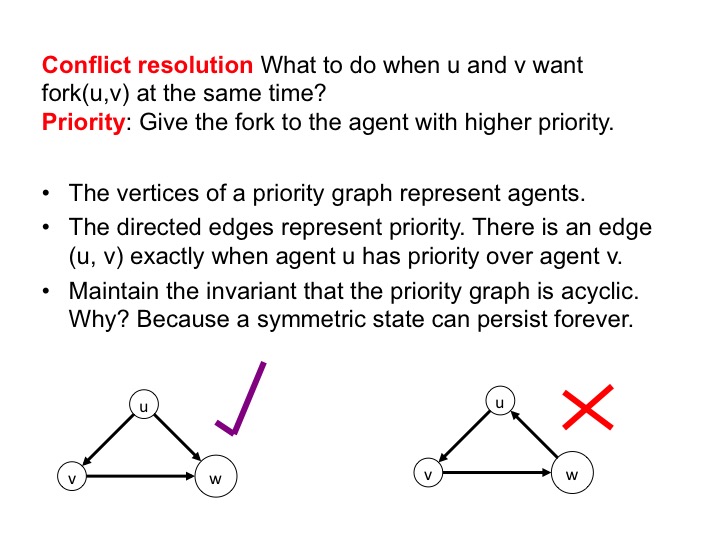 Conflict resolution What to do when u and v want
fork(u,v) at the same time?
Priority: Give the fork to the agent with higher priority.
• The vertices of a priority graph represent agents.
• The directed edges represent priority. There is an edge
(u, v) exactly when agent u has priority over agent v.
• Maintain the invariant that the priority graph is acyclic.
Why? Because a symmetric state can persist forever.
u
v
w
u
v
w